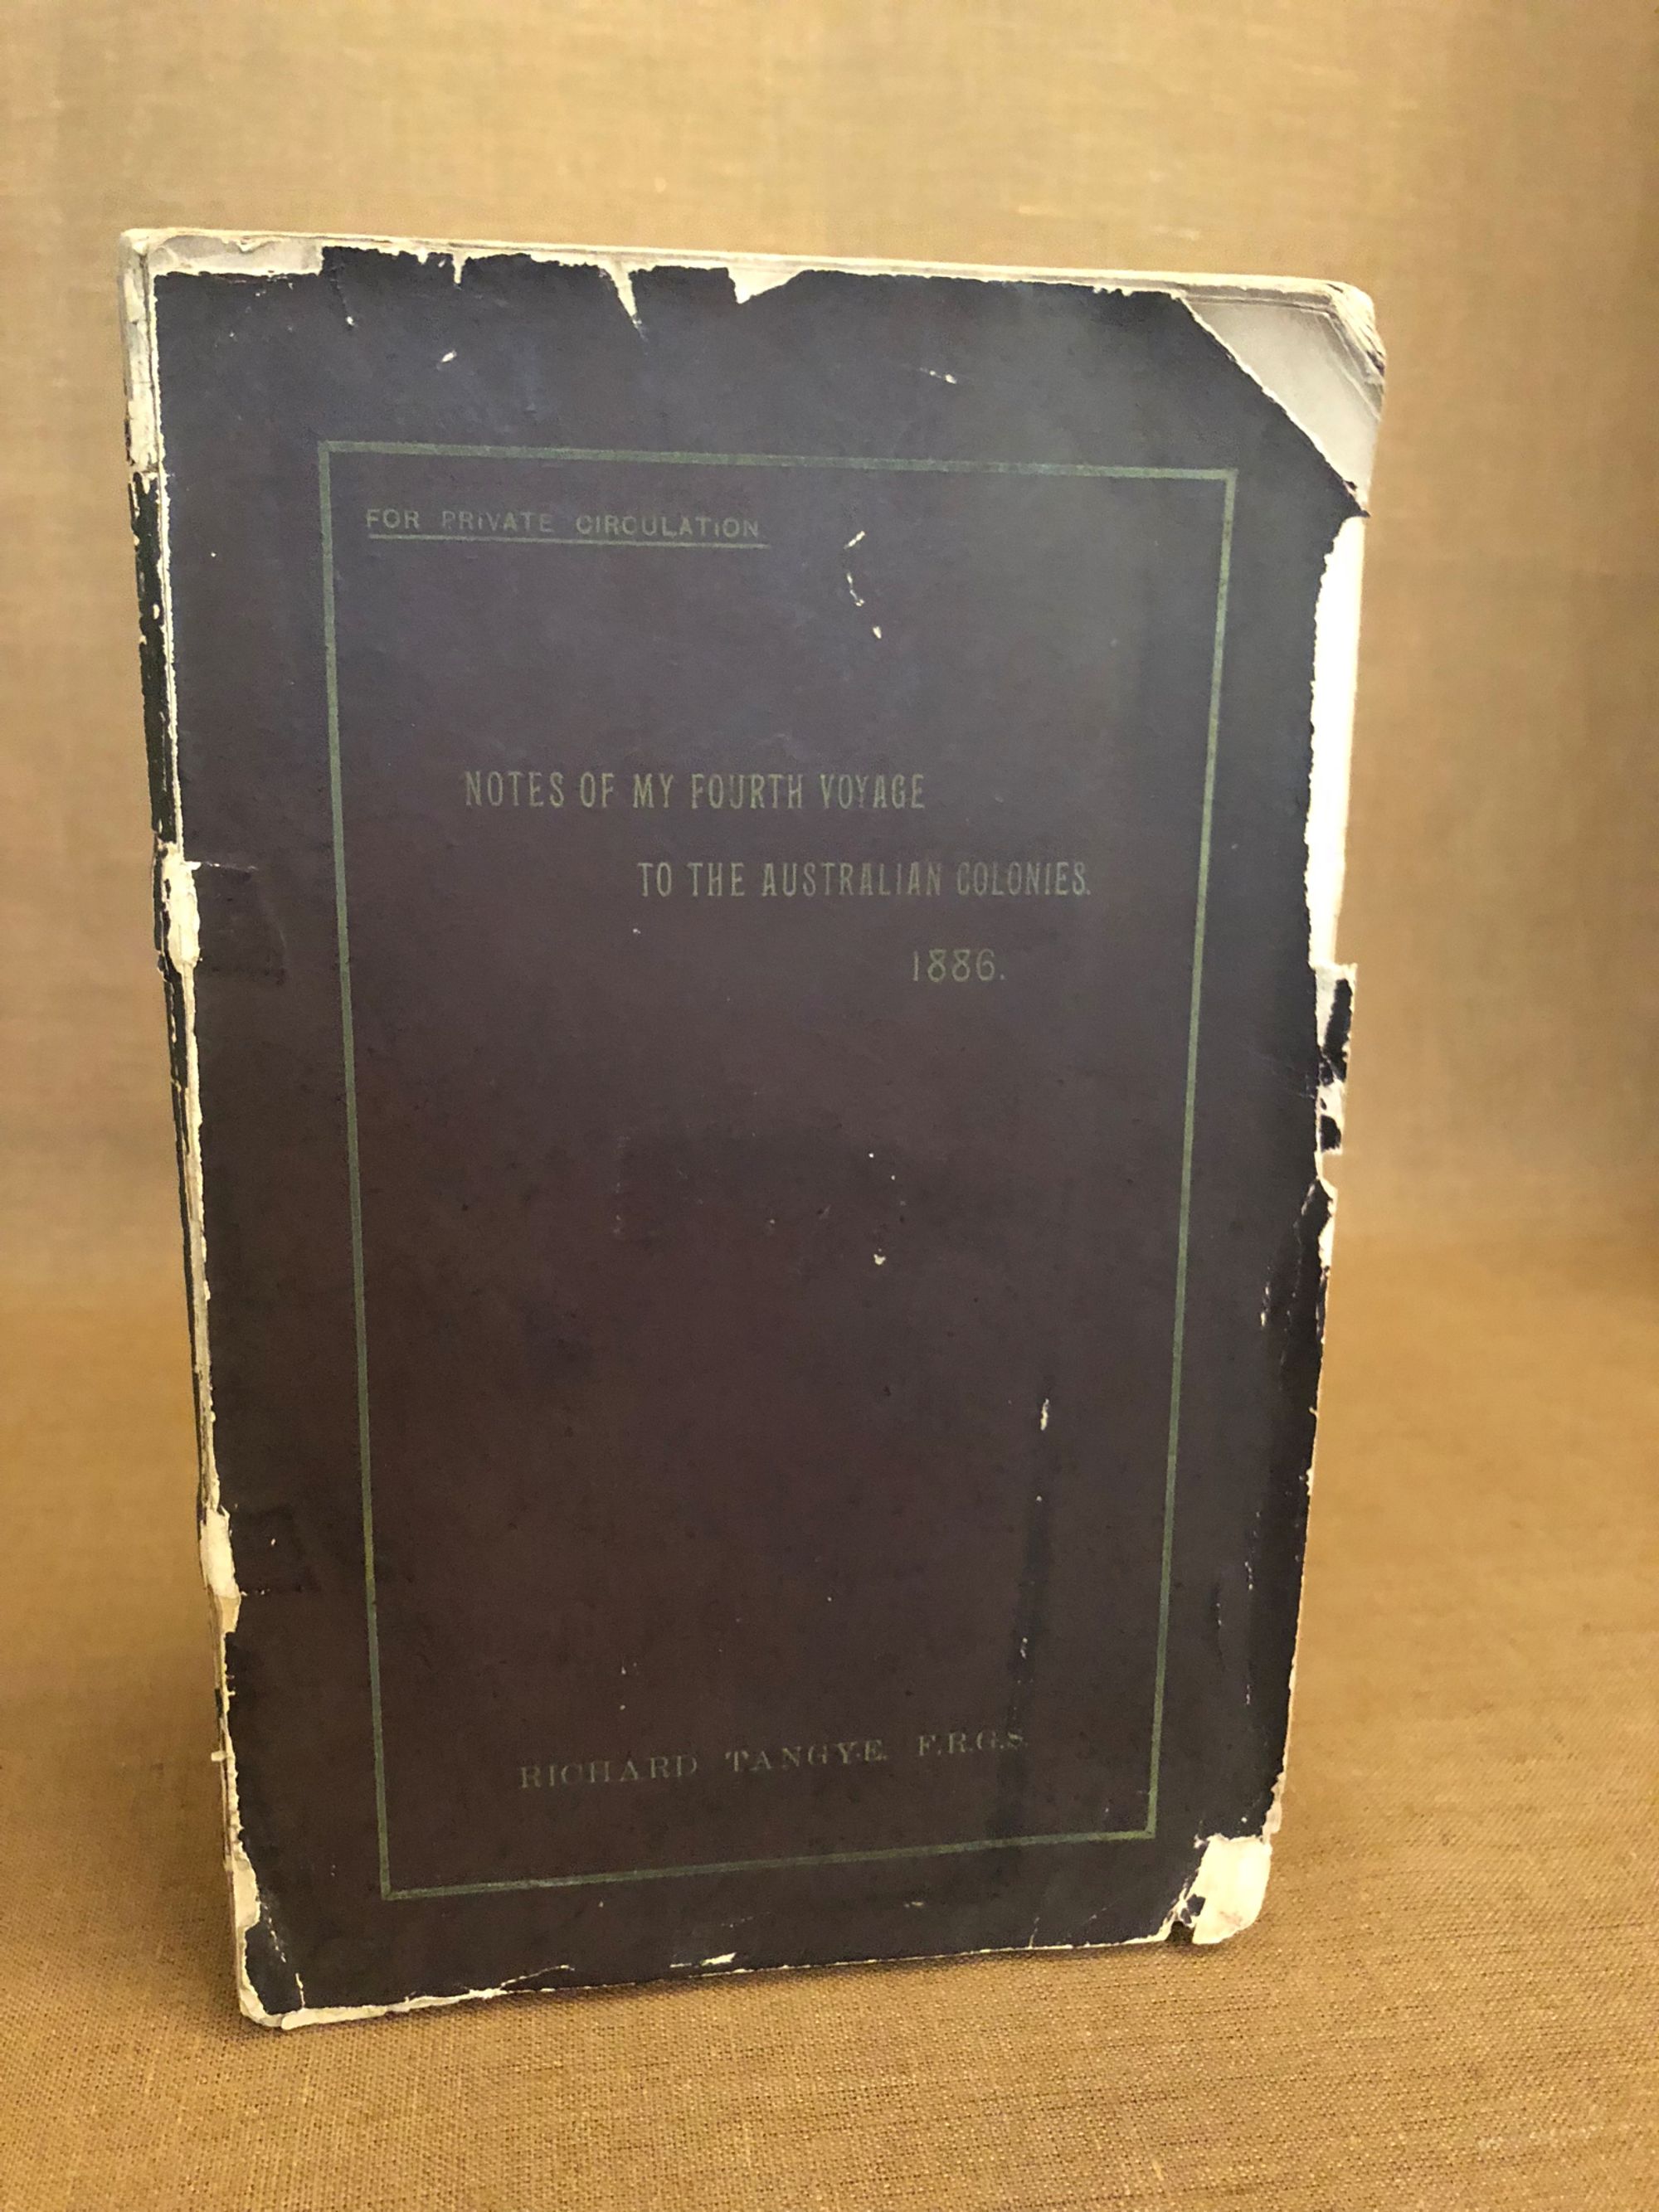 FOR PRIVATE CIRCULATION
NOTES OF MY FOURTH VOYAGE
TO THE AUSTRALIAN COLONIES.
1886.
RICHARD TANGYE. F.R.G.S.